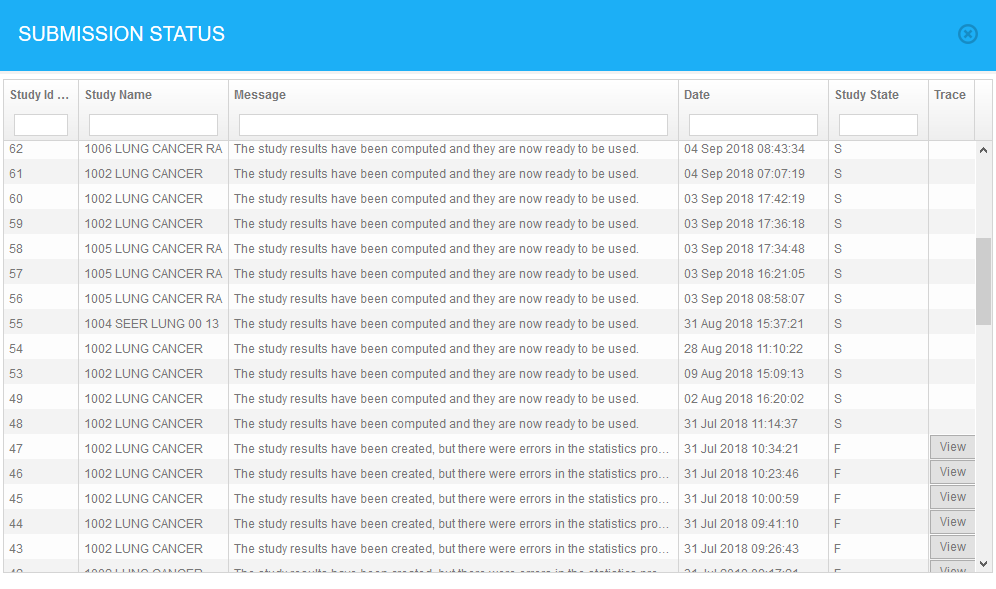 SUBMISSION STATUS
Study Id ... Study Name Message Date Study State Trace
62 1006 LUNG CANCER RA The study results have been computed and they are now ready to be used. 04 Sep 2018 08:43:34 S
61 1002 LUNG CANCER The study results have been computed and they are now ready to be used. 04 Sep 2018 07:07:19 S
60 1002 LUNG CANCER The study results have been computed and they are now ready to be used. 03 Sep 2018 17:42:19 S
59 1002 LUNG CANCER The study results have been computed and they are now ready to be used. 03 Sep 2018 17:36:18 S
58 1005 LUNG CANCER RA The study results have been computed and they are now ready to be used. 03 Sep 2018 17:34:48 S
57 1005 LUNG CANCER RA The study results have been computed and they are now ready to be used. 03 Sep 2018 16:21:05 S
56 1005 LUNG CANCER RA The study results have been computed and they are now ready to be used. 03 Sep 2018 08:58:07 S
55 1004 SEER LUNG 00 13 The study results have been computed and they are now ready to be used. 31 Aug 2018 15:37:21 S
54 1002 LUNG CANCER The study results have been computed and they are now ready to be used. 28 Aug 2018 11:10:22 S
53 1002 LUNG CANCER The study results have been computed and they are now ready to be used. 09 Aug 2018 15:09:13 S
49 1002 LUNG CANCER The study results have been computed and they are now ready to be used. 02 Aug 2018 16:20:02 S
48 1002 LUNG CANCER The study results have been computed and they are now ready to be used. 31 Jul 2018 11:14:37 S
47 1002 LUNG CANCER The study results have been created, but there were errors in the statistics pro... 31 Jul 2018 10:34:21 F View
46 1002 LUNG CANCER The study results have been created, but there were errors in the statistics pro... 31 Jul 2018 10:23:46 F View
45 1002 LUNG CANCER The study results have been created, but there were errors in the statistics pro... 31 Jul 2018 10:00:59 F View
44 1002 LUNG CANCER The study results have been created, but there were errors in the statistics pro... 31 Jul 2018 09:41:10 F View
43 1002 LUNG CANCER The study results have been created, but there were errors in the statistics pro... 31 Jul 2018 09:26:43 F View